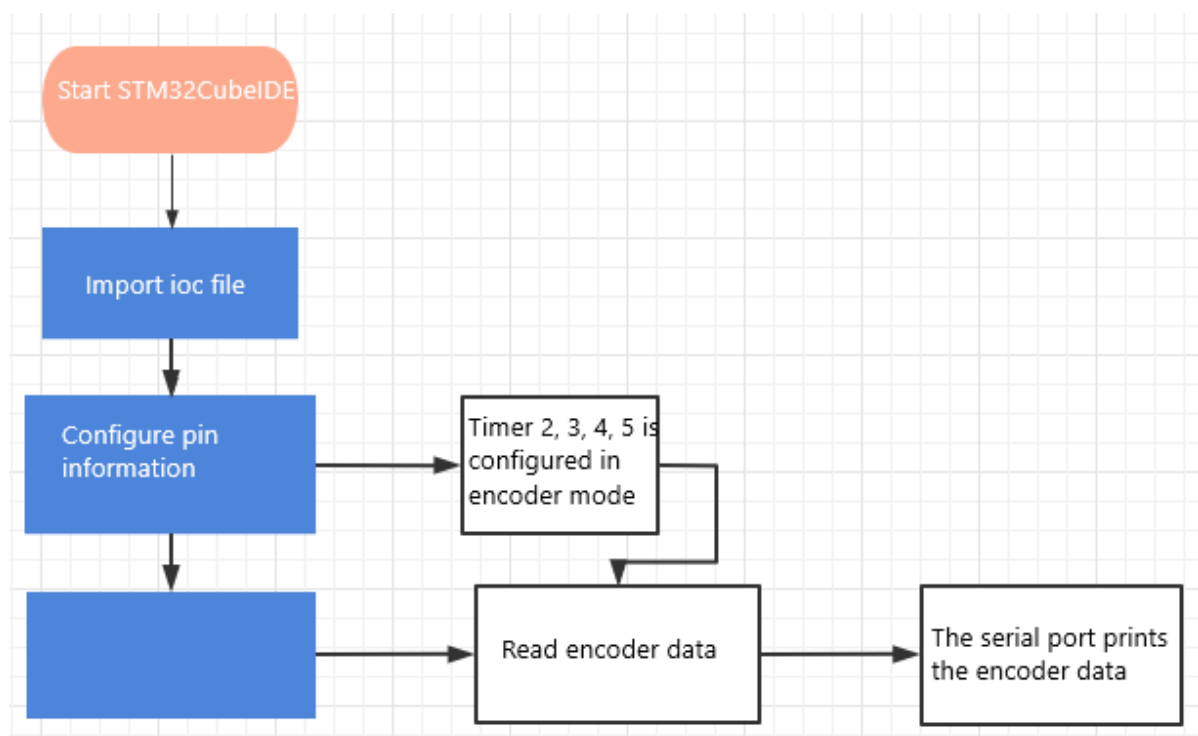 Start STM32CubeIDE
Import ioc file
Configure pin
information
Timer 2, 3, 4, 5 is
configured in
encoder mode
Read encoder data
The serial port prints
the encoder data